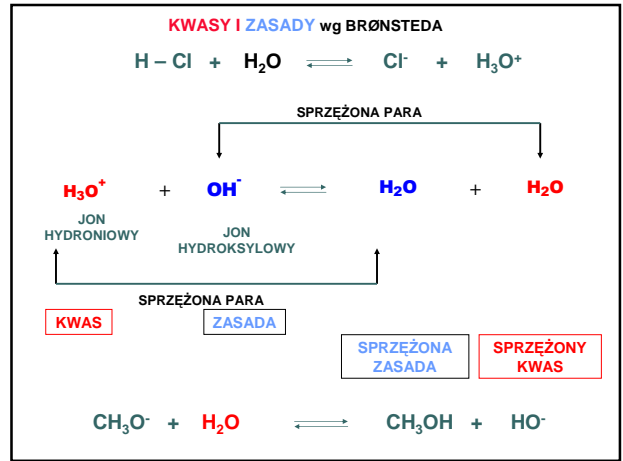 KWASY I ZASADY wg BRØNSTEDA
H – Cl + H₂O ⇌ Cl⁻ + H₃O⁺
SPRZĘŻONA PARA
H₃O⁺ + OH⁻ ⇌ H₂O + H₂O
JON
HYDRONIOWY
JON
HYDROKSYLOWY
SPRZĘŻONA PARA
KWAS
ZASADA
SPRZĘŻONA
ZASADA
SPRZĘŻONY
KWAS
CH₃O⁻ + H₂O ⇌ CH₃OH + HO⁻